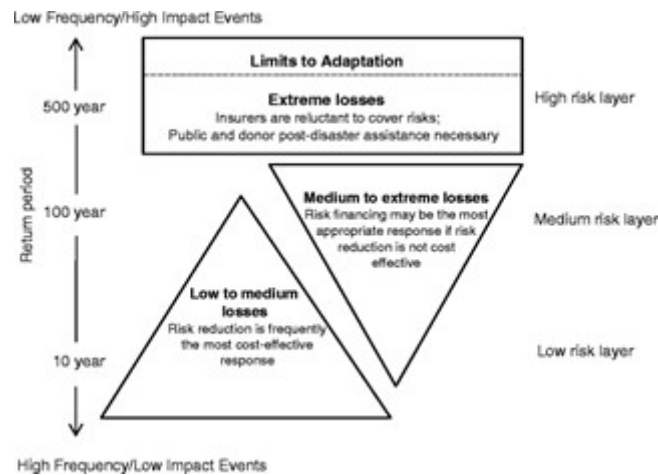 Low Frequency/High Impact Events
Limits to Adaptation
Extreme losses
Insurers are reluctant to cover risks;
Public and donor post-disaster assistance necessary
High risk layer
500 year
Medium to extreme losses
Risk financing may be the most
appropriate response if risk
reduction is not cost
effective
Medium risk layer
100 year
Return period
Low to medium
losses
Risk reduction is frequently
the most cost-effective
response
Low risk layer
10 year
High Frequency/Low Impact Events